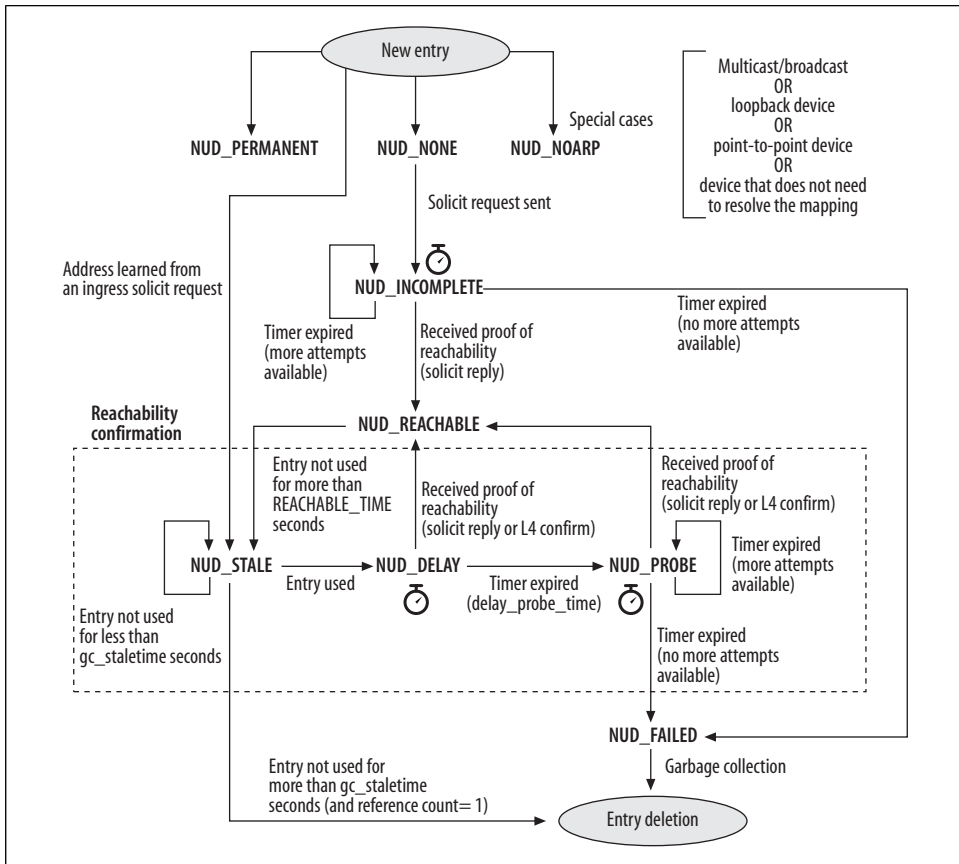 New entry
Multicast/broadcast
OR
loopback device
OR
point-to-point device
OR
device that does not need
to resolve the mapping
Special cases
NUD_PERMANENT
NUD_NONE
NUD_NOARP
Solicit request sent
Address learned from
an ingress solicit request
NUD_INCOMPLETE
Timer expired
(more attempts
available)
Received proof of
reachability
(solicit reply)
Timer expired
(no more attempts
available)
Reachability
confirmation
NUD_REACHABLE
Entry not used
for more than
REACHABLE_TIME
seconds
Received proof of
reachability
(solicit reply or L4 confirm)
Received proof of
reachability
(solicit reply or L4 confirm)
NUD_STALE
Entry used
NUD_DELAY
Timer expired
(delay_probe_time)
NUD_PROBE
Timer expired
(more attempts
available)
Entry not used
for less than
gc_staletime seconds
Timer expired
(no more attempts
available)
NUD_FAILED
Entry not used for
more than gc_staletime
seconds (and reference count= 1)
Garbage collection
Entry deletion